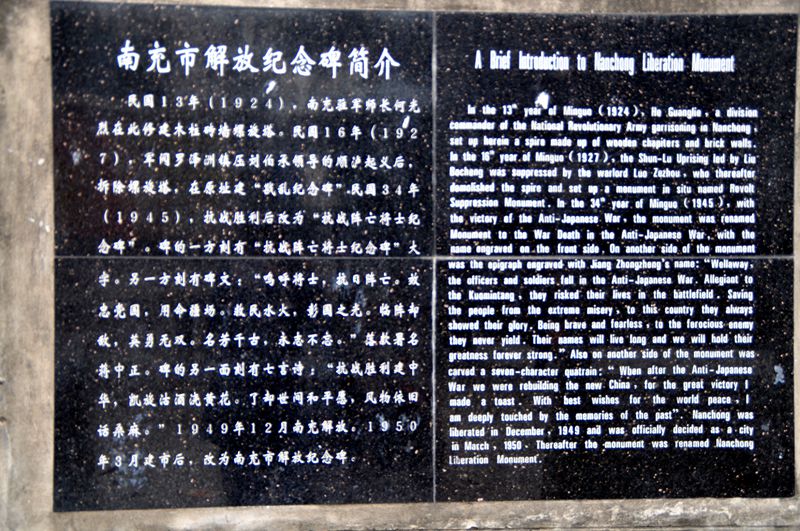 南充市解放纪念碑简介
民国13年（1924），南充驻军师长何光
烈在此修建木柱砖墙螺旋塔。民国16年（192
7），军阀罗泽洲镇压刘伯承领导的顺泸起义后，
拆除螺旋塔，在原址建“戡乱纪念碑”.民国34年
（1945），抗战胜利后改为“抗战阵亡将士纪
念碑”。碑的一方刻有“抗战阵亡将士纪念碑”大
字。另一方刻有碑文：“呜呼将士，抗日阵亡。效
忠党国，用命疆场。救民水火，彰国之光。临阵却
敌，英勇无双。名芳千古，永志不忘。”落款署名
蒋中正。碑的另一面刻有七言诗：“抗战胜利建中
华，凯旋沽酒浇黄花。了却世间和平愿，风物依旧
话桑麻。”1949年12月南充解放。1950
年3月建市后，改为南充市解放纪念碑。
A Brief Introduction to Nanchong Liberation Monument
In the 13th year of Minguo (1924), He Guanglie, a division
commander of the National Revolutionary Army garrisoning in Nanchong,
set up herein a spire made up of wooden chapiters and brick walls.
In the 16th year of Minguo (1927), the Shun-Lu Uprising led by Liu
Bocheng was suppressed by the warlord Luo Zezhou, who thereafter
demolished the spire and set up a monument in situ named Revolt
Suppression Monument. In the 34th year of Minguo (1945), with
the victory of the Anti-Japanese War, the monument was renamed
Monument to the War Death in the Anti-Japanese War, with the
name engraved on the front side. On another side of the monument
was the epigraph engraved with Jiang Zhongzheng's name: "Wellaway,
the officers and soldiers fell in the Anti-Japanese War. Allegiant to
the Kuomintang, they risked their lives in the battlefield. Saving
the people from the extreme misery, to this country they always
showed their glory. Being brave and fearless, to the ferocious enemy
they never yield. Their names will live long and we will hold their
greatness forever strong." Also on another side of the monument was
carved a seven-character quatrain: "When after the Anti-Japanese
War we were rebuilding the new China, for the great victory I
made a toast. With best wishes for the world peace, I
am deeply touched by the memories of the past". Nanchong was
liberated in December, 1949 and was officially decided as a city
in March, 1950. Thereafter the monument was renamed Nanchong
Liberation Monument.